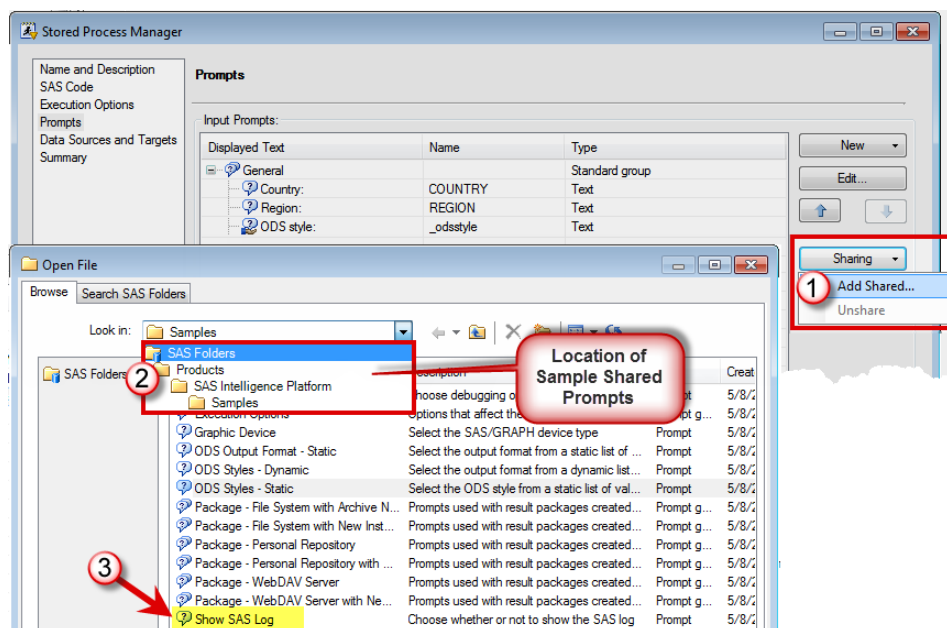 Stored Process Manager
Name and Description
SAS Code
Execution Options
Prompts
Data Sources and Targets
Summary
Prompts
Input Prompts:
Displayed Text Name Type
General Standard group
Country: COUNTRY Text
Region: REGION Text
ODS style: _odsstyle Text
New
Edit...
Sharing
1 Add Shared...
Unshare
Open File
Browse Search SAS Folders
Look in: Samples
SAS Folders
2
SAS Folders
Products
SAS Intelligence Platform
Samples
Location of
Sample Shared
Prompts
Creat
hoose debugging o 5/8/2
Execution Options Options that affect the pt g... 5/8/2
Graphic Device Select the SAS/GRAPH device type Prompt 5/8/2
ODS Output Format - Static Select the output format from a static list of ... Prompt 5/8/2
ODS Styles - Dynamic Select the output format from a dynamic list... Prompt 5/8/2
ODS Styles - Static Select the ODS style from a static list of val... Prompt 5/8/2
Package - File System with Archive N... Prompts used with result packages created... Prompt g... 5/8/2
Package - File System with New Inst... Prompts used with result packages created... Prompt g... 5/8/2
Package - Personal Repository Prompts used with result packages created... Prompt g... 5/8/2
Package - Personal Repository with ... Prompts used with result packages created... Prompt g... 5/8/2
Package - WebDAV Server Prompts used with result packages created... Prompt g... 5/8/2
Package - WebDAV Server with Ne... Prompts used with result packages created... Prompt g... 5/8/2
3
Show SAS Log Choose whether or not to show the SAS log Prompt 5/8/2